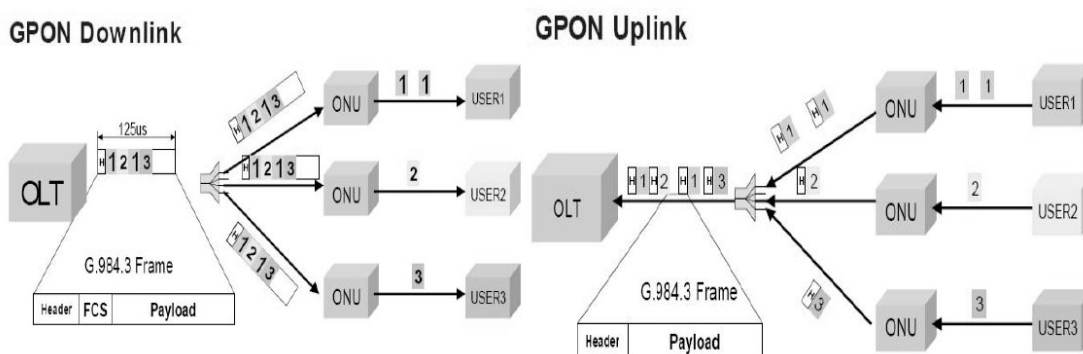 GPON Downlink
H 1 2 1 3
ONU
1 1
USER1
125us
OLT
H 1 2 1 3
H 1 2 1 3
ONU
2
USER2
H 1 2 1 3
ONU
3
USER3
G.984.3 Frame
Header FCS Payload
GPON Uplink
H 1 H 1
ONU
1 1
USER1
OLT
H 1 H 2 H 1 H 3
H 2
ONU
2
USER2
H 3
ONU
3
USER3
G.984.3 Frame
Header Payload